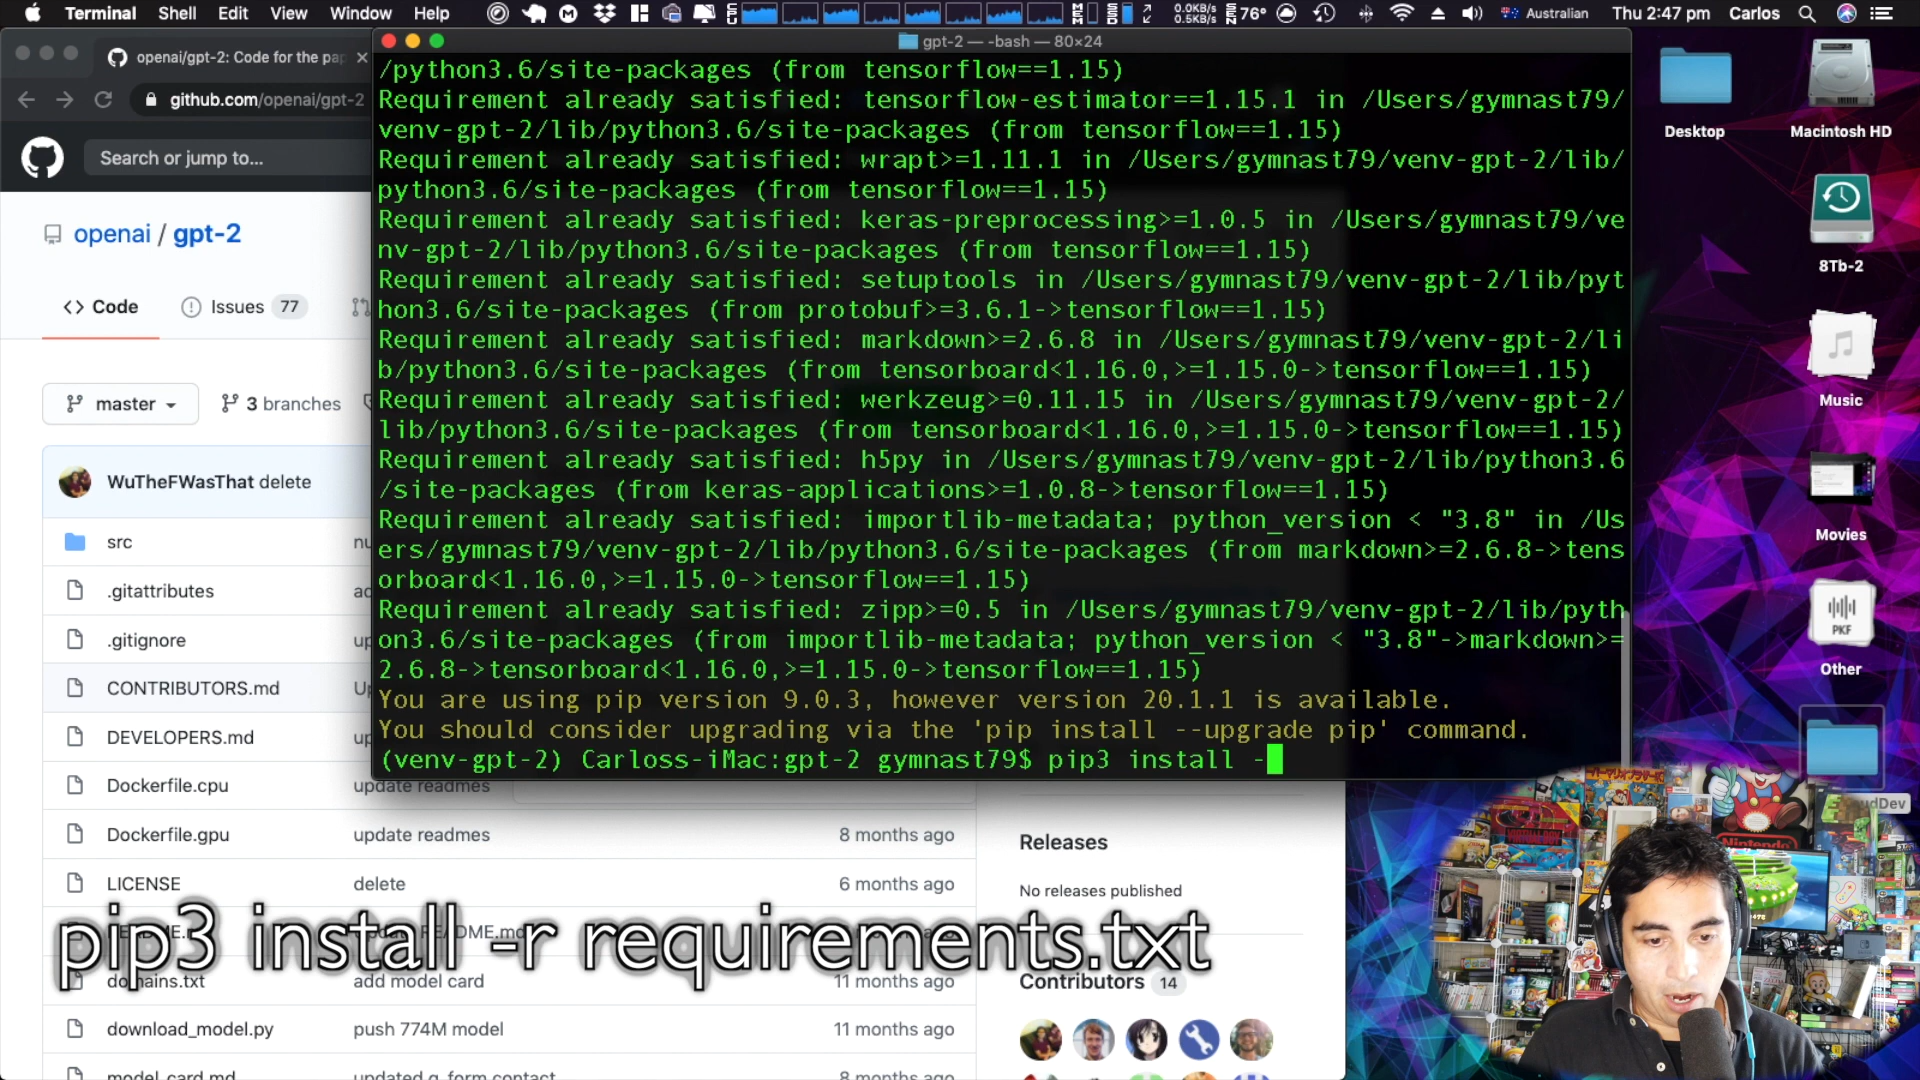 Terminal Shell Edit View Window Help
0.0KB/s
0.5KB/s
76°
Australian
Thu 2:47 pm
Carlos
openai/gpt-2: Code for the pap
github.com/openai/gpt-2
Search or jump to...
openai / gpt-2
Code
Issues 77
master
3 branches
WuTheFWasThat delete
src
.gitattributes
.gitignore
CONTRIBUTORS.md
DEVELOPERS.md
Dockerfile.cpu update readmes
Dockerfile.gpu update readmes 8 months ago
LICENSE delete 6 months ago
domains.txt add model card 11 months ago
download_model.py push 774M model 11 months ago
model_card.md updated g form contact 8 months ago
gpt-2 — -bash — 80×24
/python3.6/site-packages (from tensorflow==1.15)
Requirement already satisfied: tensorflow-estimator==1.15.1 in /Users/gymnast79/
venv-gpt-2/lib/python3.6/site-packages (from tensorflow==1.15)
Requirement already satisfied: wrapt>=1.11.1 in /Users/gymnast79/venv-gpt-2/lib/
python3.6/site-packages (from tensorflow==1.15)
Requirement already satisfied: keras-preprocessing>=1.0.5 in /Users/gymnast79/ve
nv-gpt-2/lib/python3.6/site-packages (from tensorflow==1.15)
Requirement already satisfied: setuptools in /Users/gymnast79/venv-gpt-2/lib/pyt
hon3.6/site-packages (from protobuf>=3.6.1->tensorflow==1.15)
Requirement already satisfied: markdown>=2.6.8 in /Users/gymnast79/venv-gpt-2/li
b/python3.6/site-packages (from tensorboard<1.16.0,>=1.15.0->tensorflow==1.15)
Requirement already satisfied: werkzeug>=0.11.15 in /Users/gymnast79/venv-gpt-2/
lib/python3.6/site-packages (from tensorboard<1.16.0,>=1.15.0->tensorflow==1.15)
Requirement already satisfied: h5py in /Users/gymnast79/venv-gpt-2/lib/python3.6
/site-packages (from keras-applications>=1.0.8->tensorflow==1.15)
Requirement already satisfied: importlib-metadata; python_version < "3.8" in /Us
ers/gymnast79/venv-gpt-2/lib/python3.6/site-packages (from markdown>=2.6.8->tens
orboard<1.16.0,>=1.15.0->tensorflow==1.15)
Requirement already satisfied: zipp>=0.5 in /Users/gymnast79/venv-gpt-2/lib/pyth
on3.6/site-packages (from importlib-metadata; python_version < "3.8"->markdown>=
2.6.8->tensorboard<1.16.0,>=1.15.0->tensorflow==1.15)
You are using pip version 9.0.3, however version 20.1.1 is available.
You should consider upgrading via the 'pip install --upgrade pip' command.
(venv-gpt-2) Carloss-iMac:gpt-2 gymnast79$ pip3 install -
Releases
No releases published
Contributors 14
pip3 install -r requirements.txt
Desktop
Macintosh HD
8Tb-2
Music
Movies
PKF
Other
Nintendo